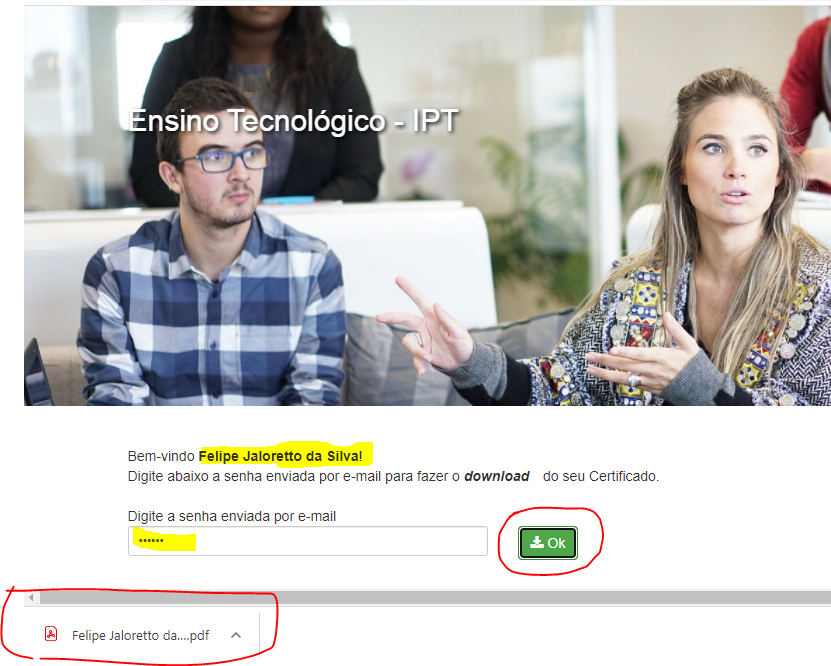 Ensino Tecnológico - IPT
Bem-vindo Felipe Jaloretto da Silva!
Digite abaixo a senha enviada por e-mail para fazer o download do seu Certificado.
Digite a senha enviada por e-mail
•••••• Ok
Felipe Jaloretto da....pdf